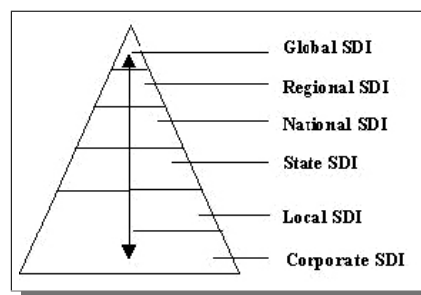 Global SDI
Regional SDI
National SDI
State SDI
Local SDI
Corporate SDI